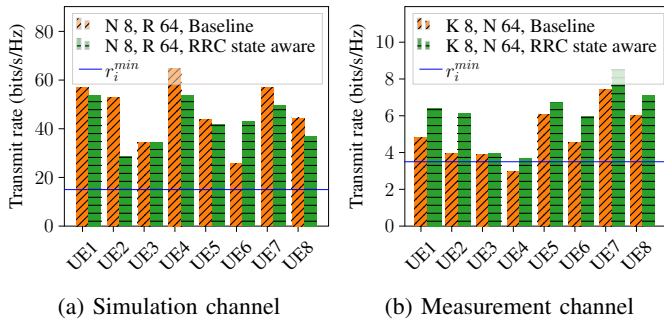 N 8, R 64, Baseline
N 8, R 64, RRC state aware
r_i^{min}
Transmit rate (bits/s/Hz)
80
60
40
20
0
UE1 UE2 UE3 UE4 UE5 UE6 UE7 UE8
(a) Simulation channel
K 8, N 64, Baseline
K 8, N 64, RRC state aware
r_i^{min}
Transmit rate (bits/s/Hz)
10
8
6
4
2
0
UE1 UE2 UE3 UE4 UE5 UE6 UE7 UE8
(b) Measurement channel